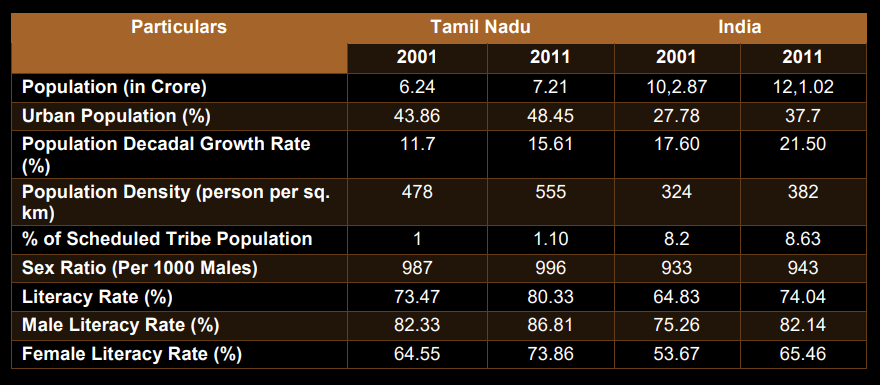 Particulars Tamil Nadu India
2001 2011 2001 2011
Population (in Crore) 6.24 7.21 10,2.87 12,1.02
Urban Population (%) 43.86 48.45 27.78 37.7
Population Decadal Growth Rate 11.7 15.61 17.60 21.50
(%)
Population Density (person per sq. 478 555 324 382
km)
% of Scheduled Tribe Population 1 1.10 8.2 8.63
Sex Ratio (Per 1000 Males) 987 996 933 943
Literacy Rate (%) 73.47 80.33 64.83 74.04
Male Literacy Rate (%) 82.33 86.81 75.26 82.14
Female Literacy Rate (%) 64.55 73.86 53.67 65.46